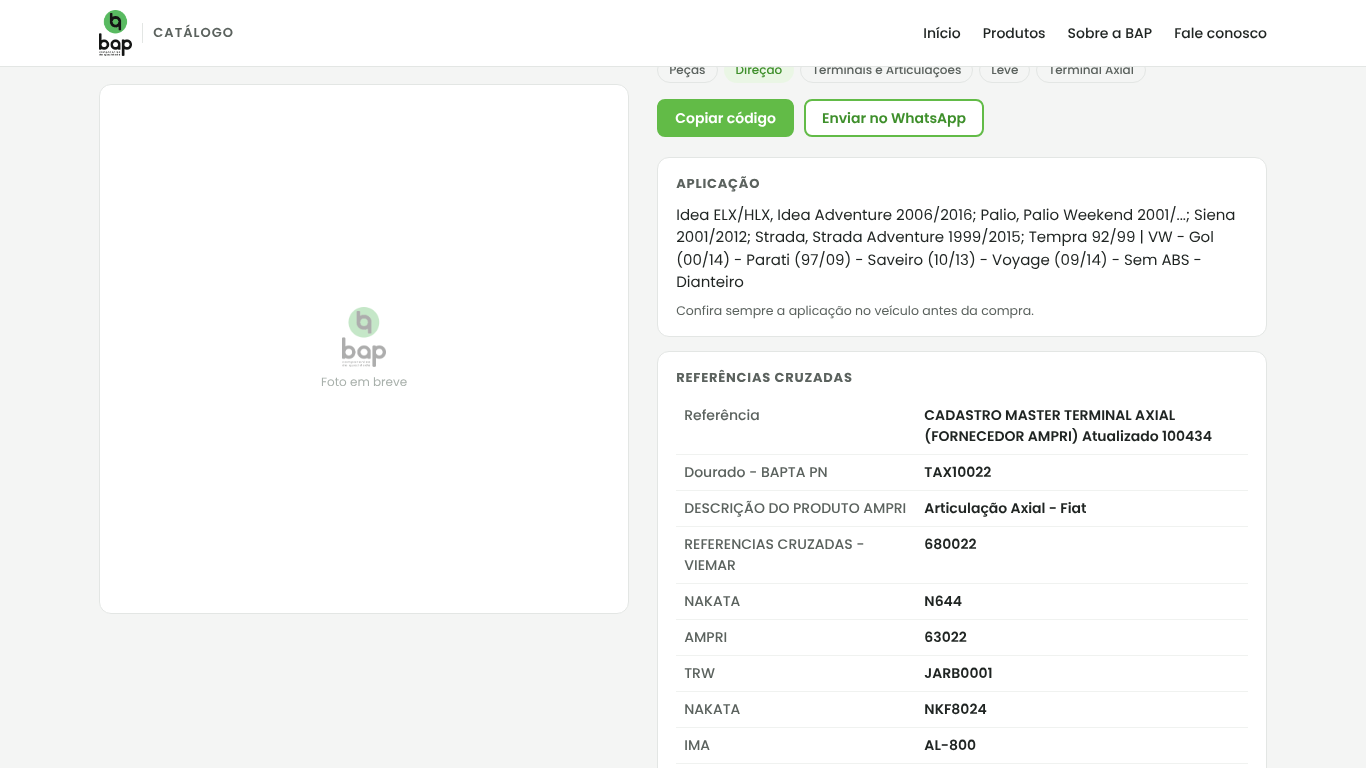 bap
CATÁLOGO
Início
Produtos
Sobre a BAP
Fale conosco
Peças
Direção
Terminais e Articulações
Leve
Terminal Axial
Copiar código
Enviar no WhatsApp
APLICAÇÃO
Idea ELX/HLX, Idea Adventure 2006/2016; Palio, Palio Weekend 2001/...; Siena
2001/2012; Strada, Strada Adventure 1999/2015; Tempra 92/99 | VW - Gol
(00/14) - Parati (97/09) - Saveiro (10/13) - Voyage (09/14) - Sem ABS -
Dianteiro
Confira sempre a aplicação no veículo antes da compra.
bap
Foto em breve
REFERÊNCIAS CRUZADAS
Referência
CADASTRO MASTER TERMINAL AXIAL
(FORNECEDOR AMPRI) Atualizado 100434
Dourado - BAPTA PN
TAX10022
DESCRIÇÃO DO PRODUTO AMPRI
Articulação Axial - Fiat
REFERENCIAS CRUZADAS -
VIEMAR
680022
NAKATA
N644
AMPRI
63022
TRW
JARB0001
NAKATA
NKF8024
IMA
AL-800